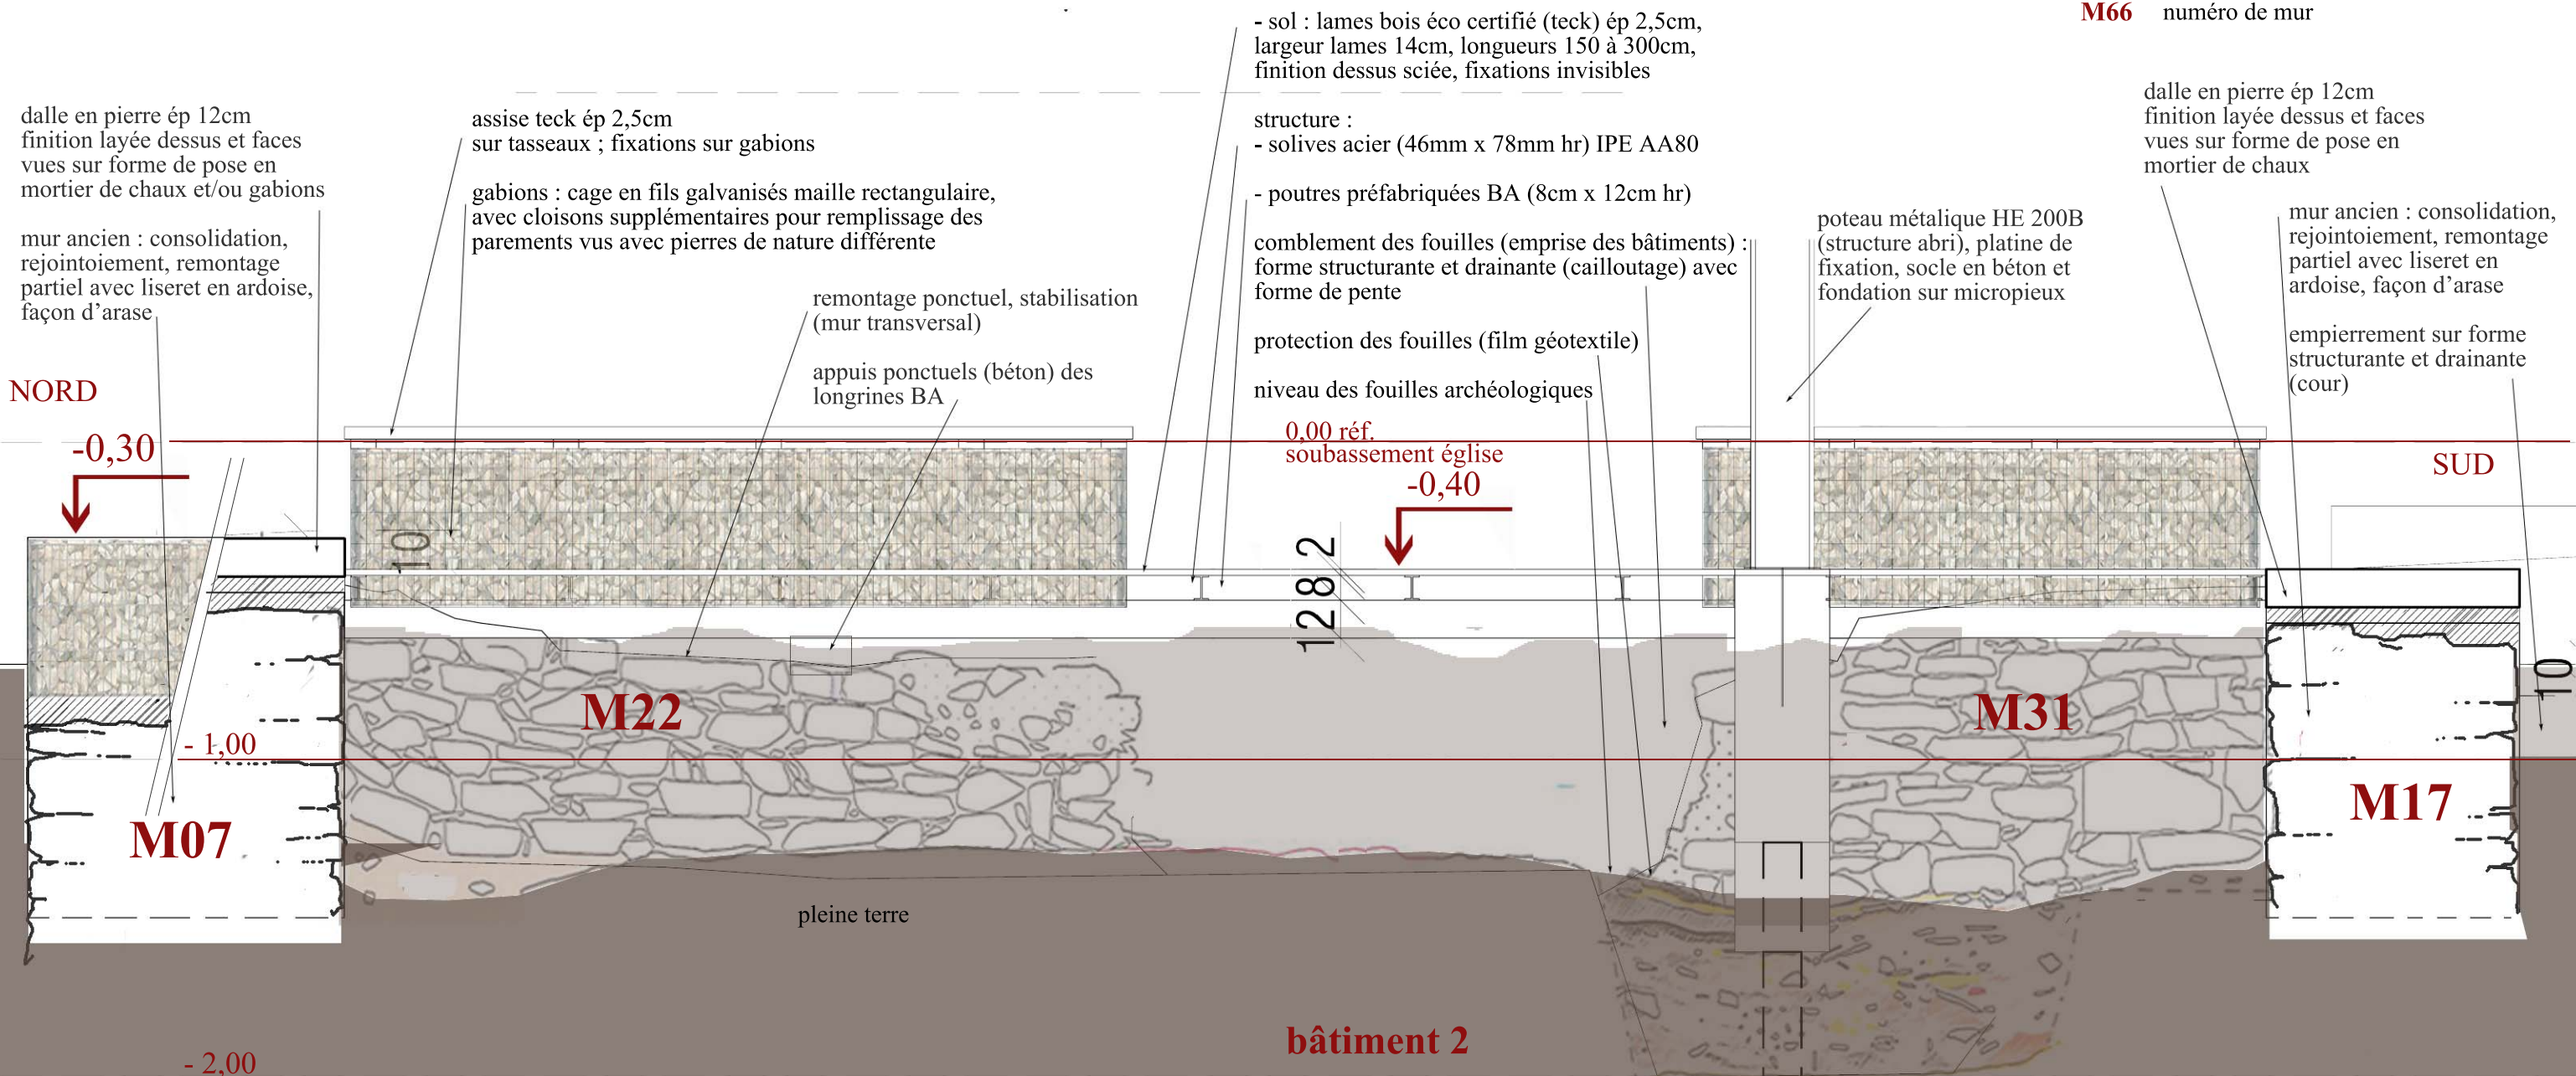 M66 numéro de mur
- sol : lames bois éco certifié (teck) ép 2,5cm,
largeur lames 14cm, longueurs 150 à 300cm,
finition dessus sciée, fixations invisibles
dalle en pierre ép 12cm
finition layée dessus et faces
vues sur forme de pose en
mortier de chaux et/ou gabions
mur ancien : consolidation,
rejointoiement, remontage
partiel avec liseret en ardoise,
façon d’arase
assise teck ép 2,5cm
sur tasseaux ; fixations sur gabions
gabions : cage en fils galvanisés maille rectangulaire,
avec cloisons supplémentaires pour remplissage des
parements vus avec pierres de nature différente
remontage ponctuel, stabilisation
(mur transversal)
appuis ponctuels (béton) des
longrines BA
structure :
- solives acier (46mm x 78mm hr) IPE AA80
- poutres préfabriquées BA (8cm x 12cm hr)
comblement des fouilles (emprise des bâtiments) :
forme structurante et drainante (cailloutage) avec
forme de pente
protection des fouilles (film géotextile)
niveau des fouilles archéologiques
poteau métalique HE 200B
(structure abri), platine de
fixation, socle en béton et
fondation sur micropieux
dalle en pierre ép 12cm
finition layée dessus et faces
vues sur forme de pose en
mortier de chaux
mur ancien : consolidation,
rejointoiement, remontage
partiel avec liseret en
ardoise, façon d’arase
empierrement sur forme
structurante et drainante
(cour)
NORD
-0,30
0,00 réf.
soubassement église
-0,40
SUD
10
12 8 2
10
M22
M31
- 1,00
M07
M17
pleine terre
bâtiment 2
- 2,00